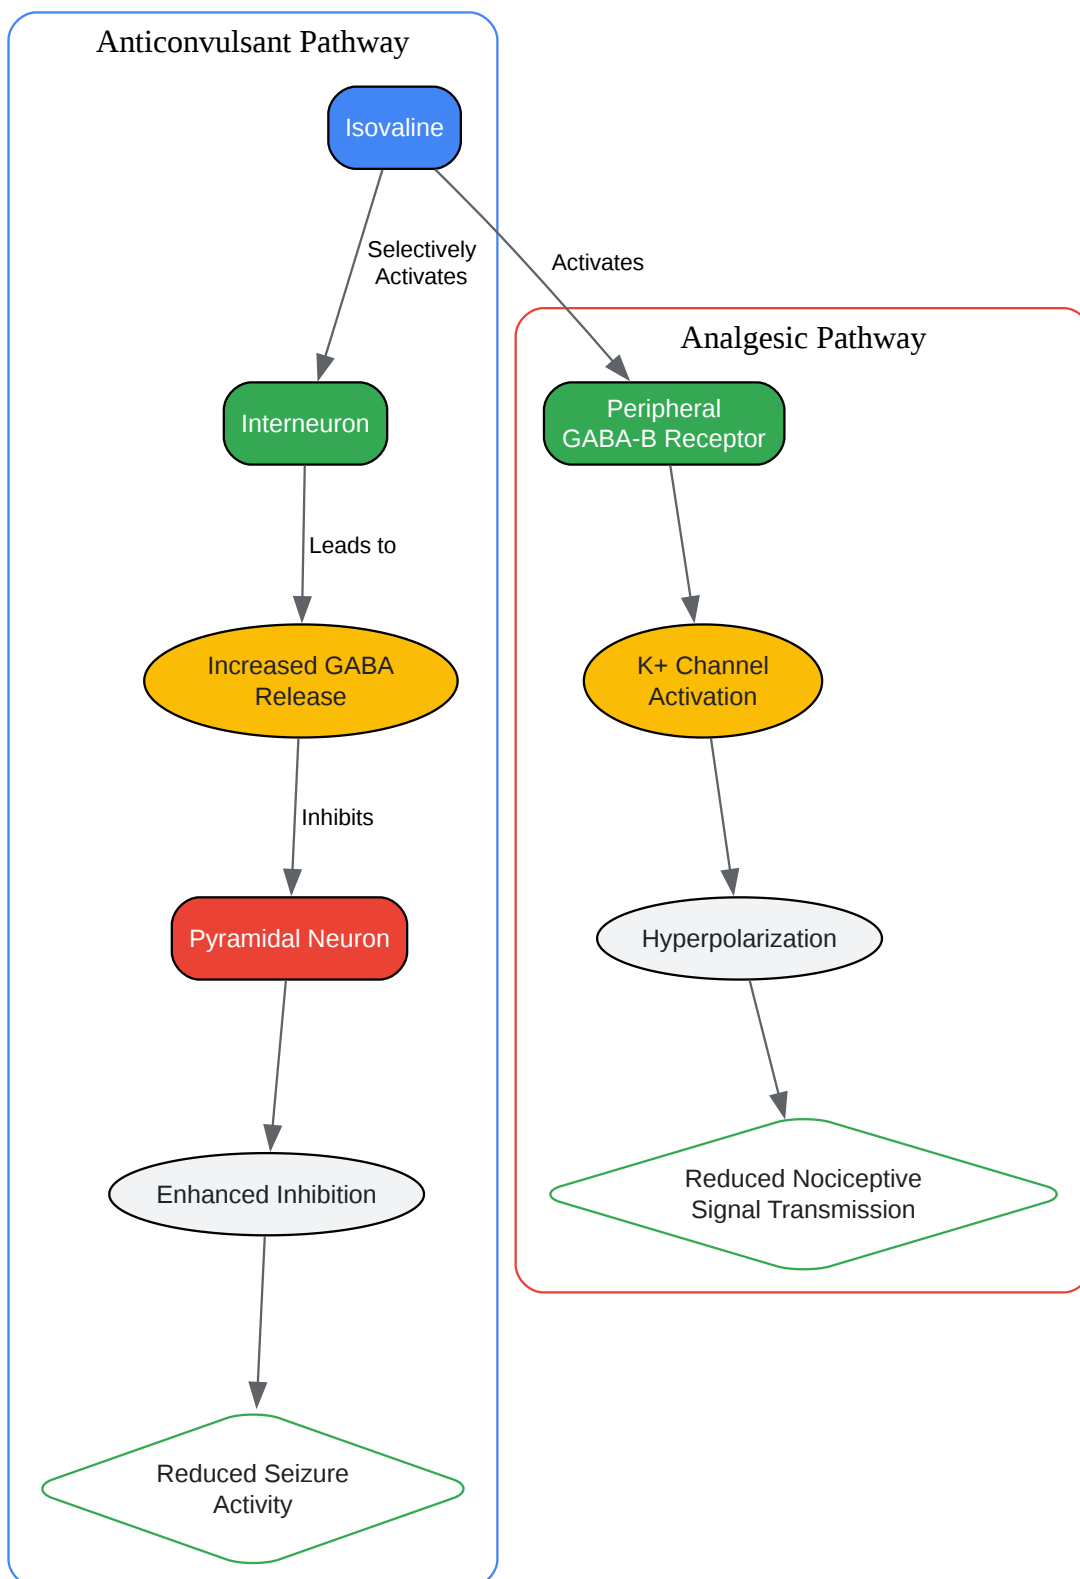 Anticonvulsant Pathway
Isovaline
Selectively
Activates
Activates
Analgesic Pathway
Interneuron
Peripheral
GABA-B Receptor
Leads to
Increased GABA
Release
K+ Channel
Activation
Inhibits
Pyramidal Neuron
Hyperpolarization
Enhanced Inhibition
Reduced Nociceptive
Signal Transmission
Reduced Seizure
Activity